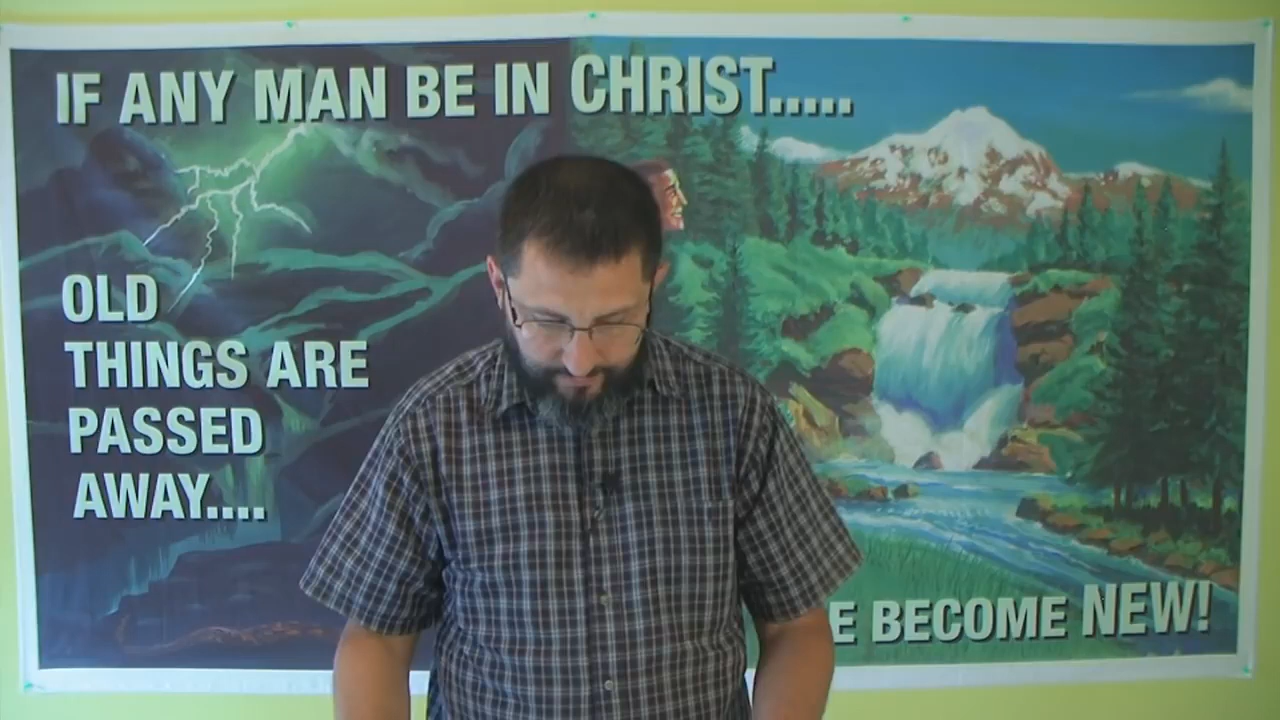 IF ANY MAN BE IN CHRIST.....
OLD
THINGS ARE
PASSED
AWAY....
E BECOME NEW!